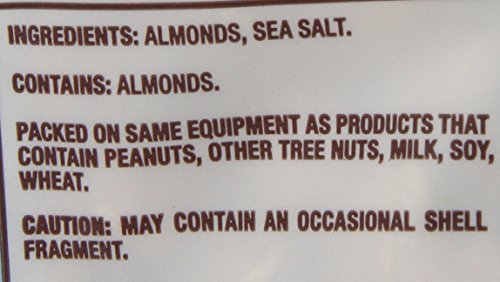 INGREDIENTS: ALMONDS, SEA SALT.
CONTAINS: ALMONDS.
PACKED ON SAME EQUIPMENT AS PRODUCTS THAT
CONTAIN PEANUTS, OTHER TREE NUTS, MILK, SOY,
WHEAT.
CAUTION: MAY CONTAIN AN OCCASIONAL SHELL
FRAGMENT.